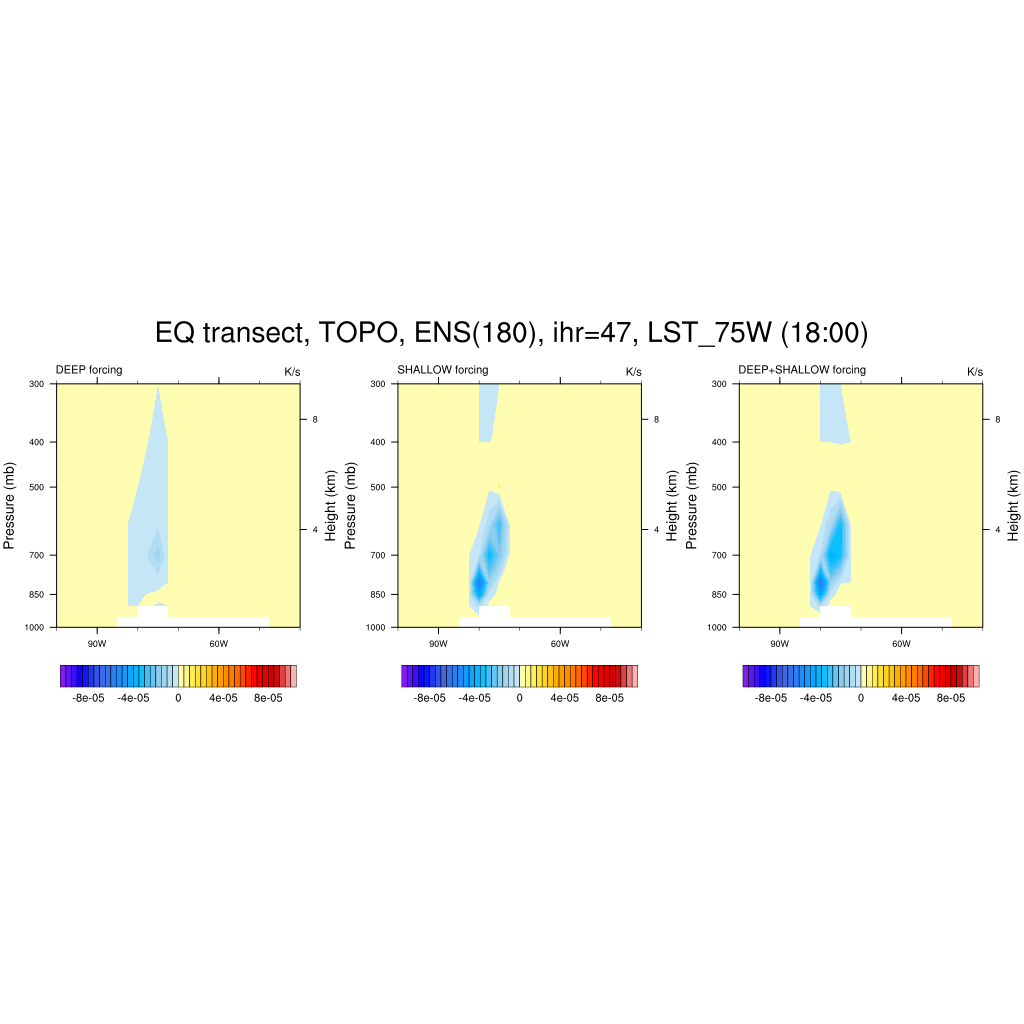 EQ transect, TOPO, ENS(180), ihr=47, LST_75W (18:00)
DEEP forcing K/s
300
400
500
700
850
1000
Pressure (mb)
8
4
Height (km)
90W 60W
-8e-05 -4e-05 0 4e-05 8e-05
SHALLOW forcing K/s
300
400
500
700
850
1000
Pressure (mb)
8
4
Height (km)
90W 60W
-8e-05 -4e-05 0 4e-05 8e-05
DEEP+SHALLOW forcing K/s
300
400
500
700
850
1000
Pressure (mb)
8
4
Height (km)
90W 60W
-8e-05 -4e-05 0 4e-05 8e-05